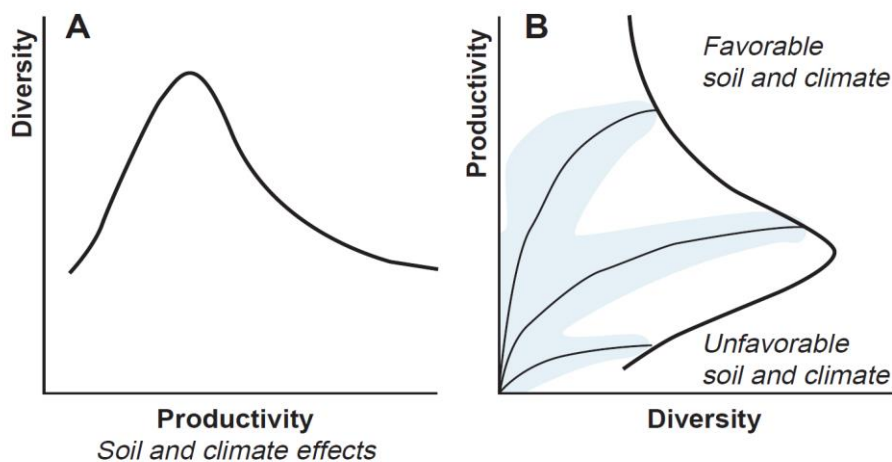 A
Diversity
Productivity
Soil and climate effects
B
Productivity
Favorable
soil and climate
Unfavorable
soil and climate
Diversity